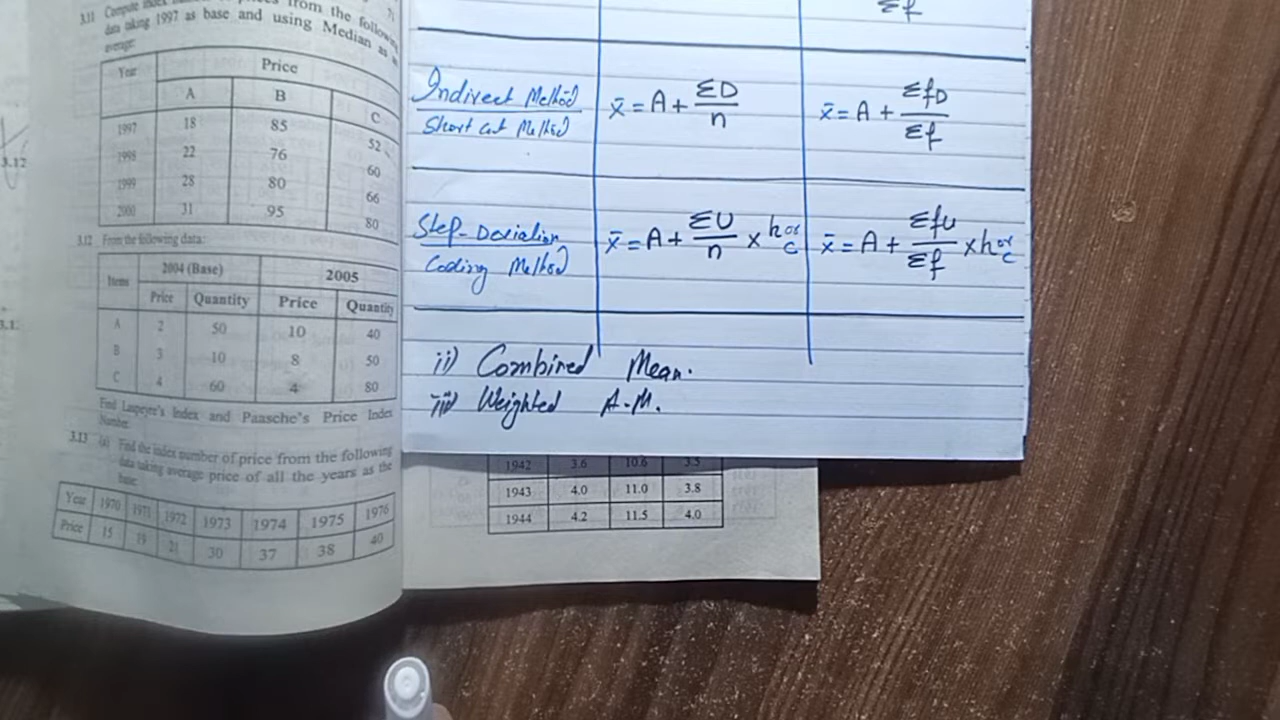 3.11 Compute index from the following
data taking 1997 as base and using Median as
average:
Year Price
A B C
1997 18 85 52
1998 22 76 60
1999 28 80 66
2000 31 95 80
3.12 From the following data:
Items 2004 (Base) 2005
Price Quantity Price Quantity
A 2 50 10 40
B 3 10 8 50
C 4 60 4 80
Find Laspeyer's Index and Paasche's Price Index
Number.
3.13 (a) Find the index number of price from the following
data taking average price of all the years as the
base:
Year 1970 1971 1972 1973 1974 1975 1976
Price 15 19 21 30 37 38 40
3.12
Σf
Indirect Method
Short cut Method
x̄ = A + ΣD/n
x̄ = A + ΣfD/Σf
Step-Deviation
Coding Method
x̄ = A + ΣU/n × h or c
x̄ = A + ΣfU/Σf × h or c
ii) Combined Mean.
iii) Weighted A.M.
1942 3.6 10.6 3.5
1943 4.0 11.0 3.8
1944 4.2 11.5 4.0